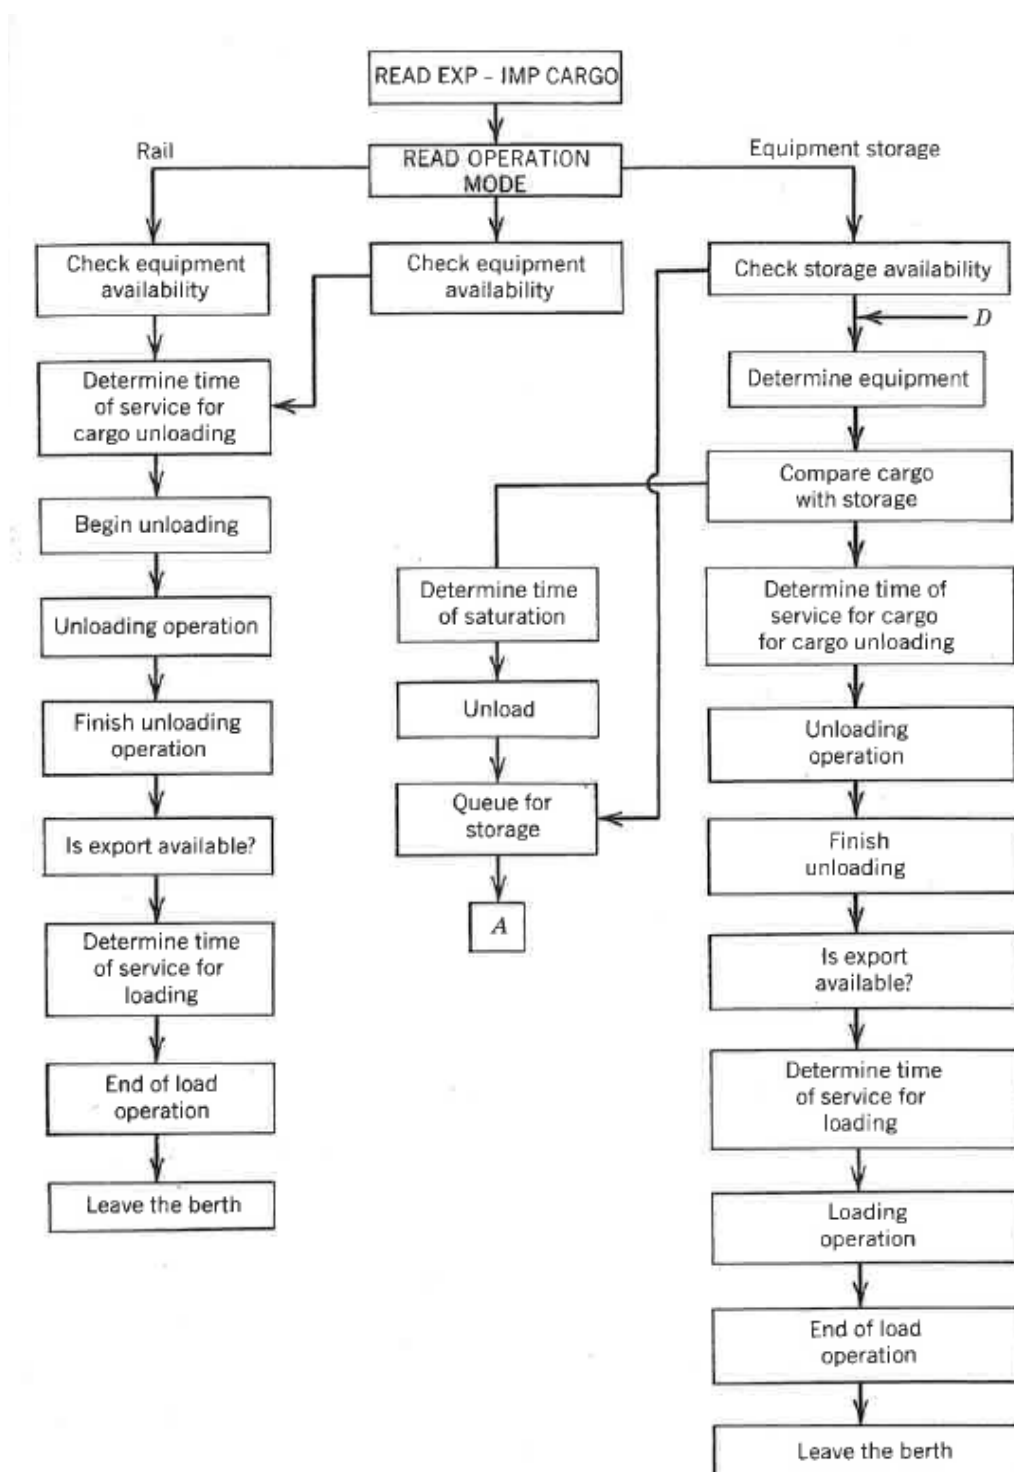 READ EXP – IMP CARGO
Rail
READ OPERATION
MODE
Equipment storage
Check equipment
availability
Check equipment
availability
Check storage availability
D
Determine time
of service for
cargo unloading
Determine equipment
Begin unloading
Compare cargo
with storage
Unloading operation
Determine time
of saturation
Determine time of
service for cargo
for cargo unloading
Finish unloading
operation
Unload
Unloading
operation
Is export available?
Queue for
storage
Finish
unloading
Determine time
of service for
loading
A
Is export
available?
End of load
operation
Determine time
of service for
loading
Leave the berth
Loading
operation
End of load
operation
Leave the berth